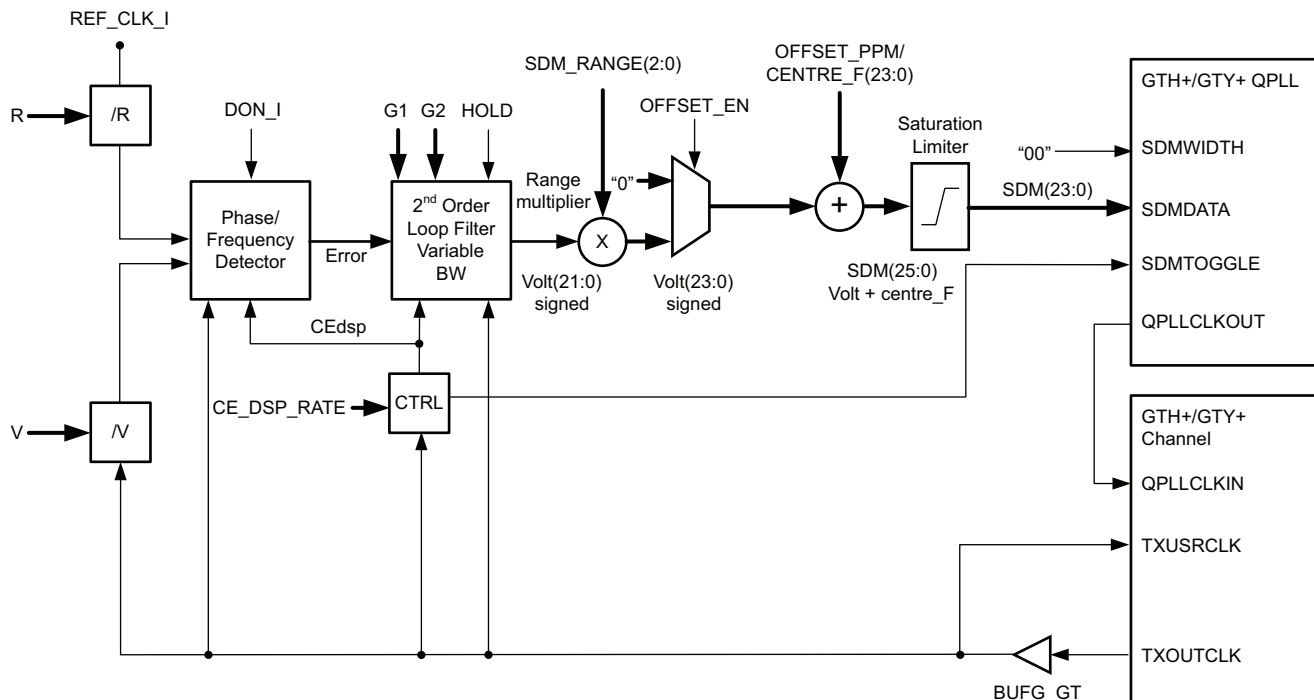 REF_CLK_I
R
/R
DON_I
G1
G2
HOLD
SDM_RANGE(2:0)
OFFSET_EN
OFFSET_PPM/
CENTRE_F(23:0)
Saturation
Limiter
GTH+/GTY+ QPLL
"00"
SDMWIDTH
SDM(23:0)
SDMDATA
SDMTOGGLE
QPLLCLKOUT
Phase/
Frequency
Detector
Error
2nd Order
Loop Filter
Variable
BW
Range
multiplier
"0"
X
+
Volt(21:0)
signed
Volt(23:0)
signed
SDM(25:0)
Volt + centre_F
CEdsp
CE_DSP_RATE
CTRL
V
/V
GTH+/GTY+
Channel
QPLLCLKIN
TXUSRCLK
TXOUTCLK
BUFG_GT